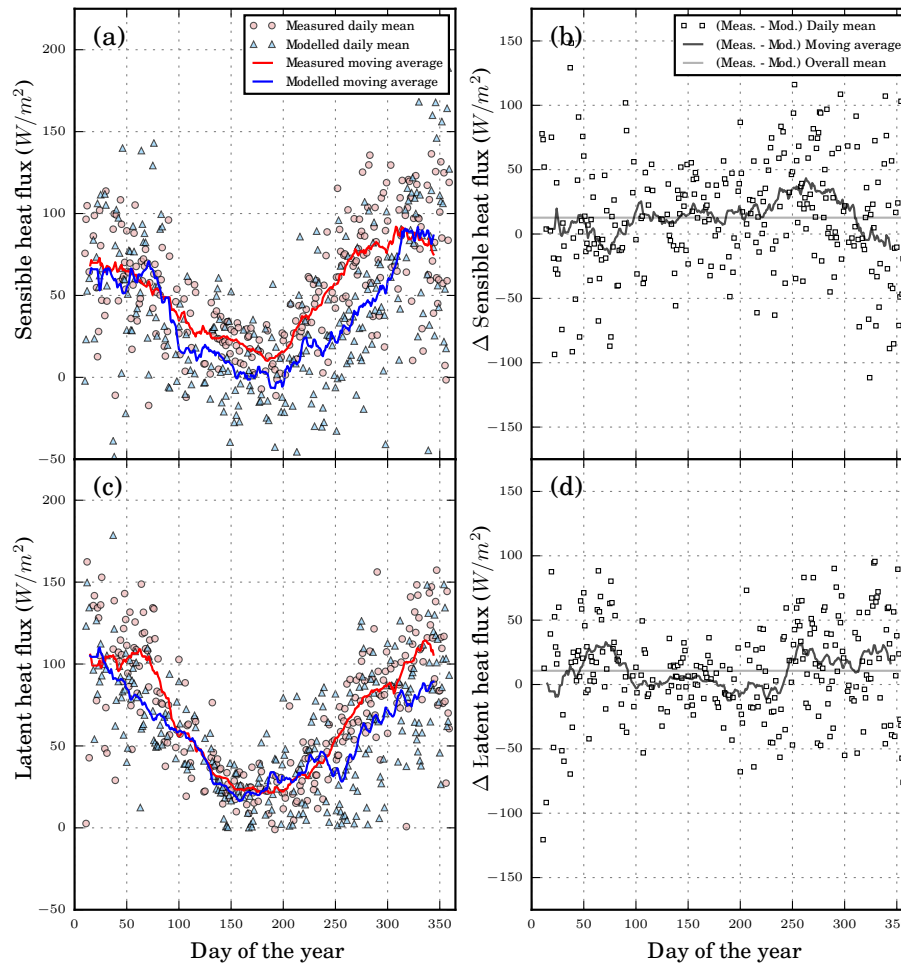 (a)
Measured daily mean
Modelled daily mean
Measured moving average
Modelled moving average
200
150
100
50
0
−50
Sensible heat flux (W/m²)
(b)
(Meas. - Mod.) Daily mean
(Meas. - Mod.) Moving average
(Meas. - Mod.) Overall mean
150
100
50
0
−50
−100
−150
Δ Sensible heat flux (W/m²)
(c)
200
150
100
50
0
−50
Latent heat flux (W/m²)
0 50 100 150 200 250 300 350
Day of the year
(d)
150
100
50
0
−50
−100
−150
Δ Latent heat flux (W/m²)
0 50 100 150 200 250 300 350
Day of the year